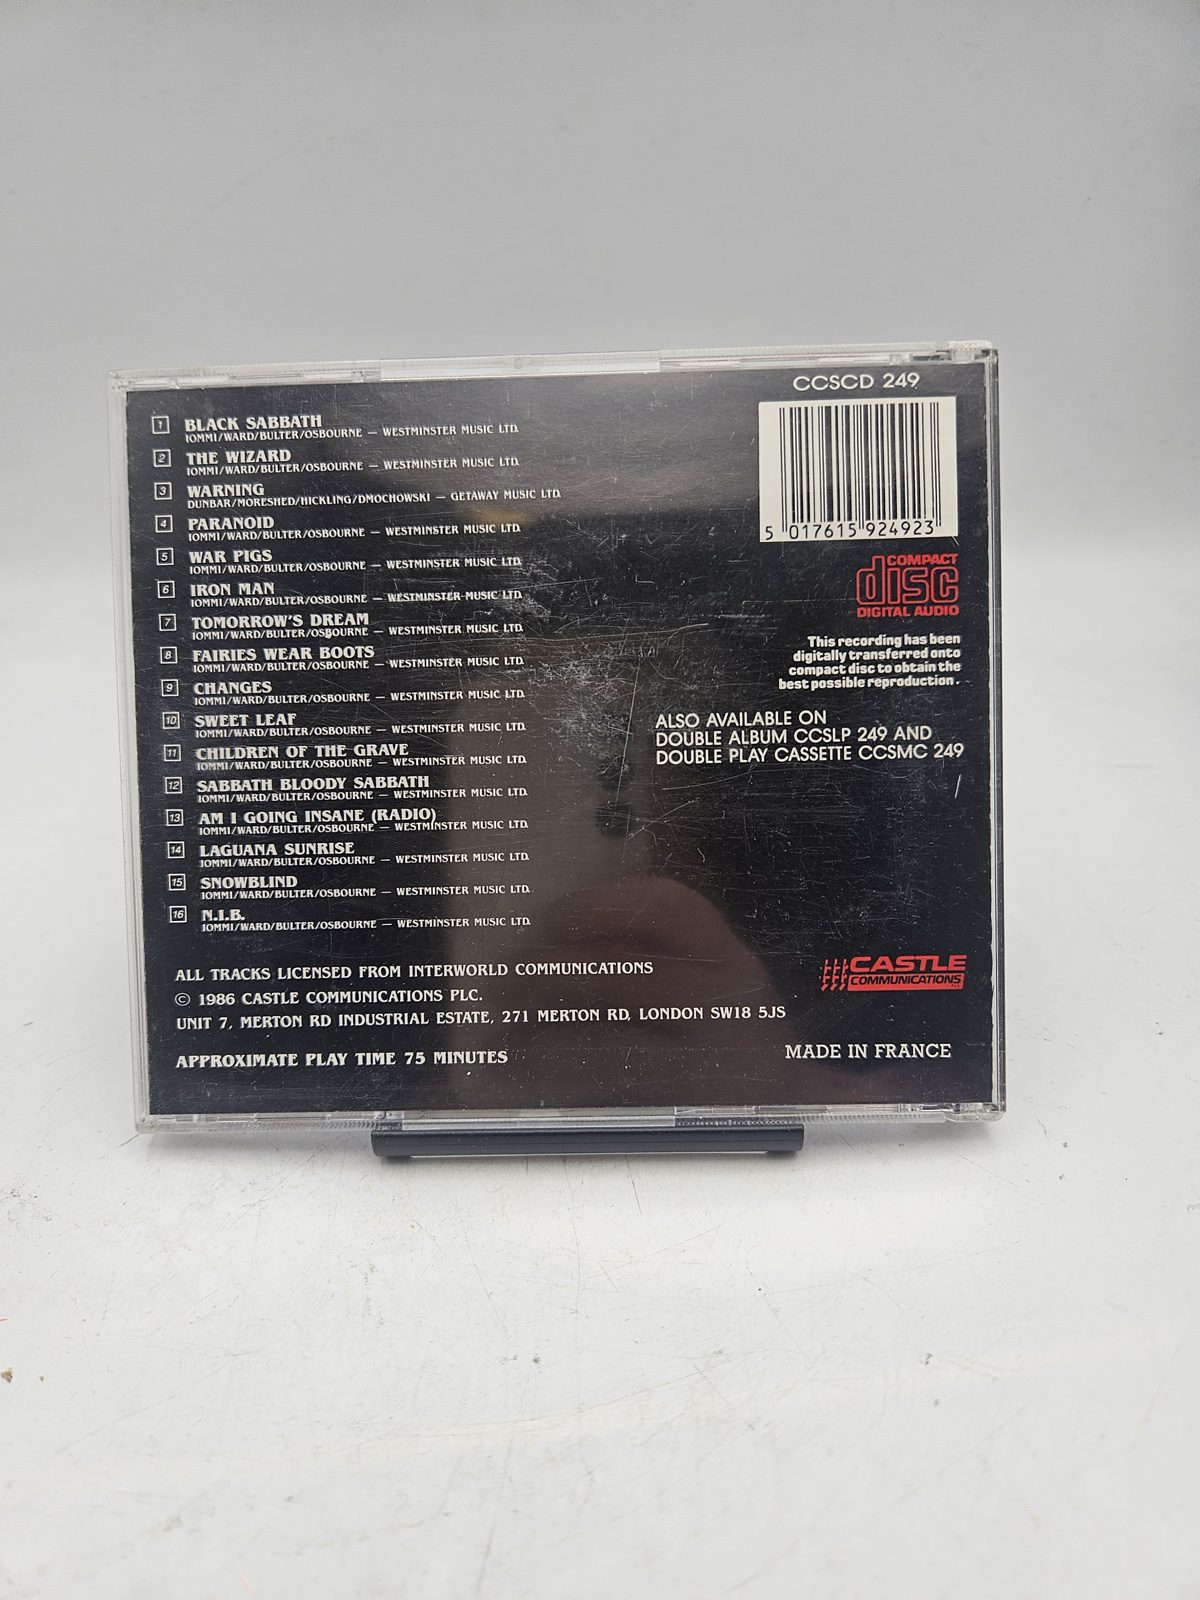 CCSCD 249
1 BLACK SABBATH
IOMMI/WARD/BULTER/OSBOURNE — WESTMINSTER MUSIC LTD.
2 THE WIZARD
IOMMI/WARD/BULTER/OSBOURNE — WESTMINSTER MUSIC LTD.
3 WARNING
DUNBAR/MORESHED/HICKLING/DMOCHOWSKI — GETAWAY MUSIC LTD.
4 PARANOID
IOMMI/WARD/BULTER/OSBOURNE — WESTMINSTER MUSIC LTD.
5 WAR PIGS
IOMMI/WARD/BULTER/OSBOURNE — WESTMINSTER MUSIC LTD.
6 IRON MAN
IOMMI/WARD/BULTER/OSBOURNE — WESTMINSTER MUSIC LTD.
7 TOMORROW'S DREAM
IOMMI/WARD/BULTER/OSBOURNE — WESTMINSTER MUSIC LTD.
8 FAIRIES WEAR BOOTS
IOMMI/WARD/BULTER/OSBOURNE — WESTMINSTER MUSIC LTD.
9 CHANGES
IOMMI/WARD/BULTER/OSBOURNE — WESTMINSTER MUSIC LTD.
10 SWEET LEAF
IOMMI/WARD/BULTER/OSBOURNE — WESTMINSTER MUSIC LTD.
11 CHILDREN OF THE GRAVE
IOMMI/WARD/BULTER/OSBOURNE — WESTMINSTER MUSIC LTD.
12 SABBATH BLOODY SABBATH
IOMMI/WARD/BULTER/OSBOURNE — WESTMINSTER MUSIC LTD.
13 AM I GOING INSANE (RADIO)
IOMMI/WARD/BULTER/OSBOURNE — WESTMINSTER MUSIC LTD.
14 LAGUANA SUNRISE
IOMMI/WARD/BULTER/OSBOURNE — WESTMINSTER MUSIC LTD.
15 SNOWBLIND
IOMMI/WARD/BULTER/OSBOURNE — WESTMINSTER MUSIC LTD.
16 N.I.B.
IOMMI/WARD/BULTER/OSBOURNE — WESTMINSTER MUSIC LTD.
5 017615 924923
COMPACT
disc
DIGITAL AUDIO
This recording has been
digitally transferred onto
compact disc to obtain the
best possible reproduction.
ALSO AVAILABLE ON
DOUBLE ALBUM CCSLP 249 AND
DOUBLE PLAY CASSETTE CCSMC 249
ALL TRACKS LICENSED FROM INTERWORLD COMMUNICATIONS
© 1986 CASTLE COMMUNICATIONS PLC.
UNIT 7, MERTON RD INDUSTRIAL ESTATE, 271 MERTON RD, LONDON SW18 5JS
APPROXIMATE PLAY TIME 75 MINUTES
CASTLE
COMMUNICATIONS
PLC
MADE IN FRANCE